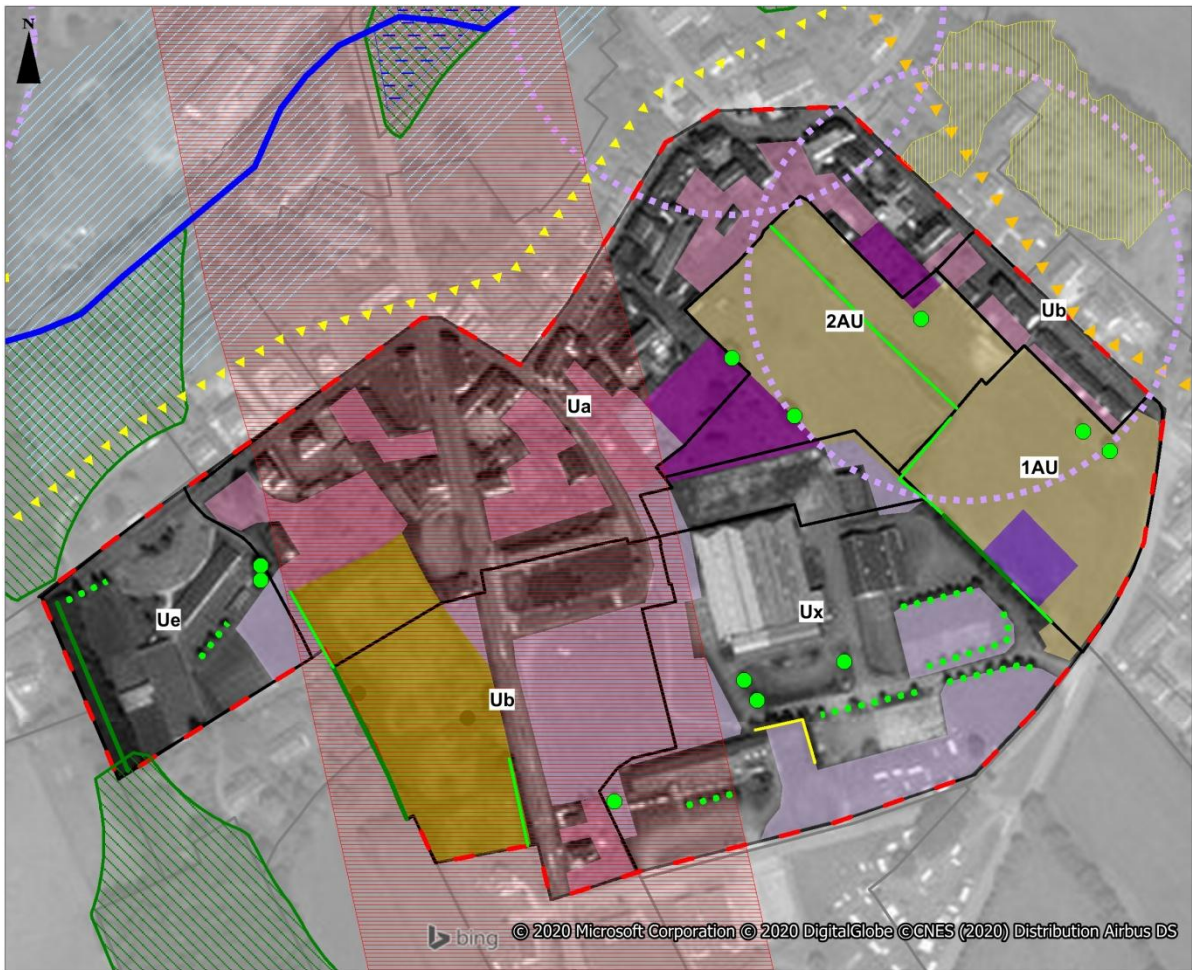 N
2AU
Ub
Ua
1AU
Ue
Ux
Ub
bing © 2020 Microsoft Corporation © 2020 DigitalGlobe ©CNES (2020) Distribution Airbus DS